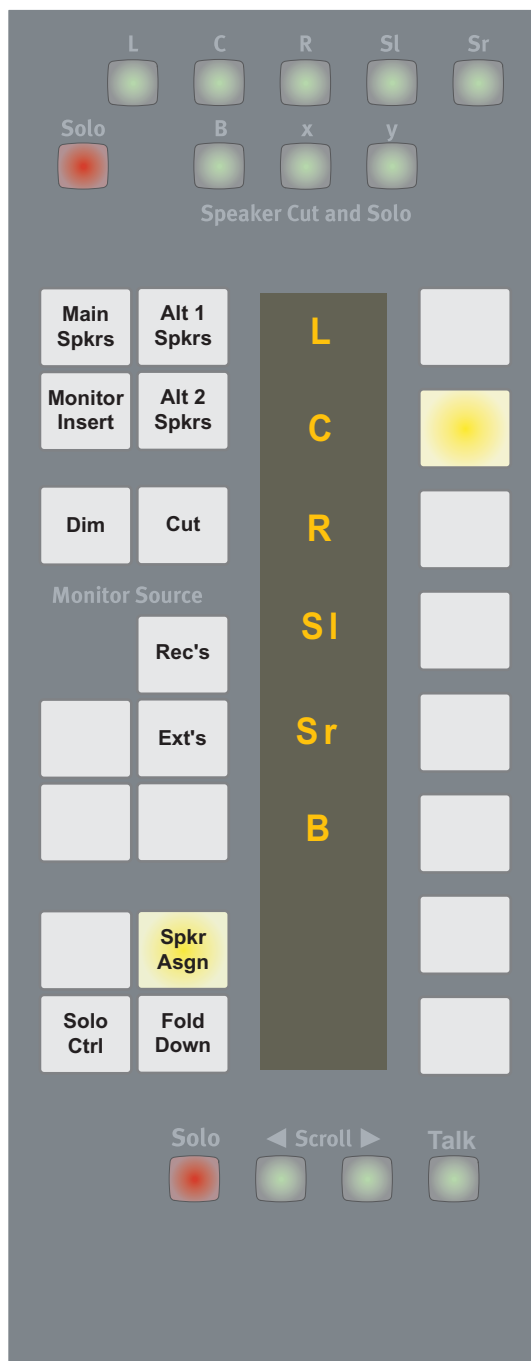 L C R Sl Sr
Solo B x y
Speaker Cut and Solo
Main Spkrs
Alt 1 Spkrs
Monitor Insert
Alt 2 Spkrs
Dim
Cut
Monitor Source
Rec's
Ext's
Spkr Asgn
Solo Ctrl
Fold Down
L
C
R
Sl
Sr
B
Solo ◀ Scroll ▶ Talk